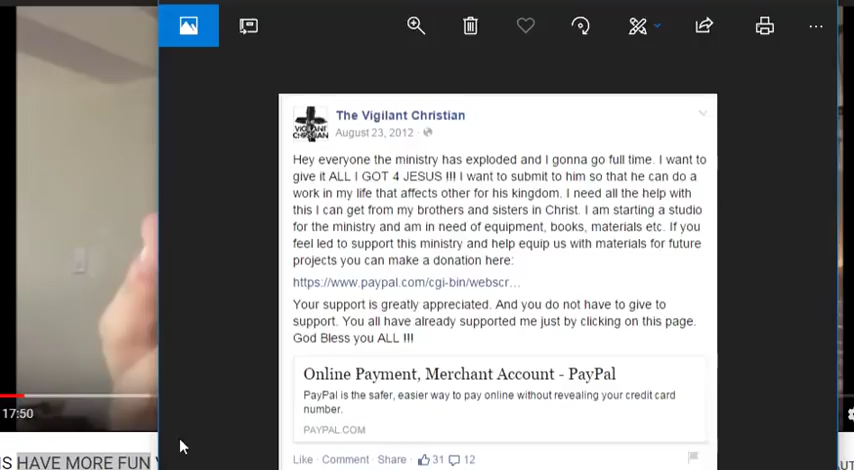 The Vigilant Christian
August 23, 2012
VIGILANT
CHRISTIAN
Hey everyone the ministry has exploded and I gonna go full time. I want to
give it ALL I GOT 4 JESUS !!! I want to submit to him so that he can do a
work in my life that affects other for his kingdom. I need all the help with
this I can get from my brothers and sisters in Christ. I am starting a studio
for the ministry and am in need of equipment, books, materials etc. If you
feel led to support this ministry and help equip us with materials for future
projects you can make a donation here:
https://www.paypal.com/cgi-bin/webscr...
Your support is greatly appreciated. And you do not have to give to
support. You all have already supported me just by clicking on this page.
God Bless you ALL !!!
Online Payment, Merchant Account - PayPal
PayPal is the safer, easier way to pay online without revealing your credit card
number.
PAYPAL.COM
Like · Comment · Share · 31 12
17:50
HAVE MORE FUN